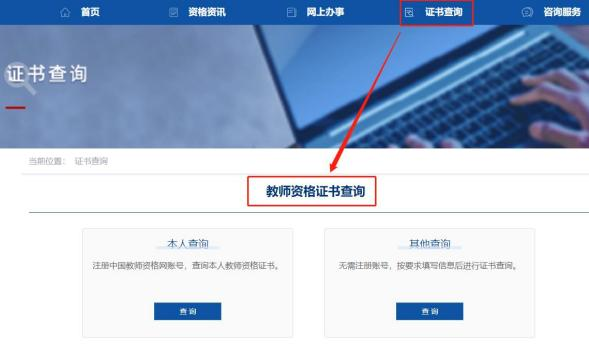 首页 资格资讯 网上办事 证书查询 咨询服务
证书查询
当前位置： 证书查询
教师资格证书查询
本人查询 其他查询
注册中国教师资格网账号，查询本人教师资格证书。 无需注册账号，按要求填写信息后进行证书查询。
查询 查询